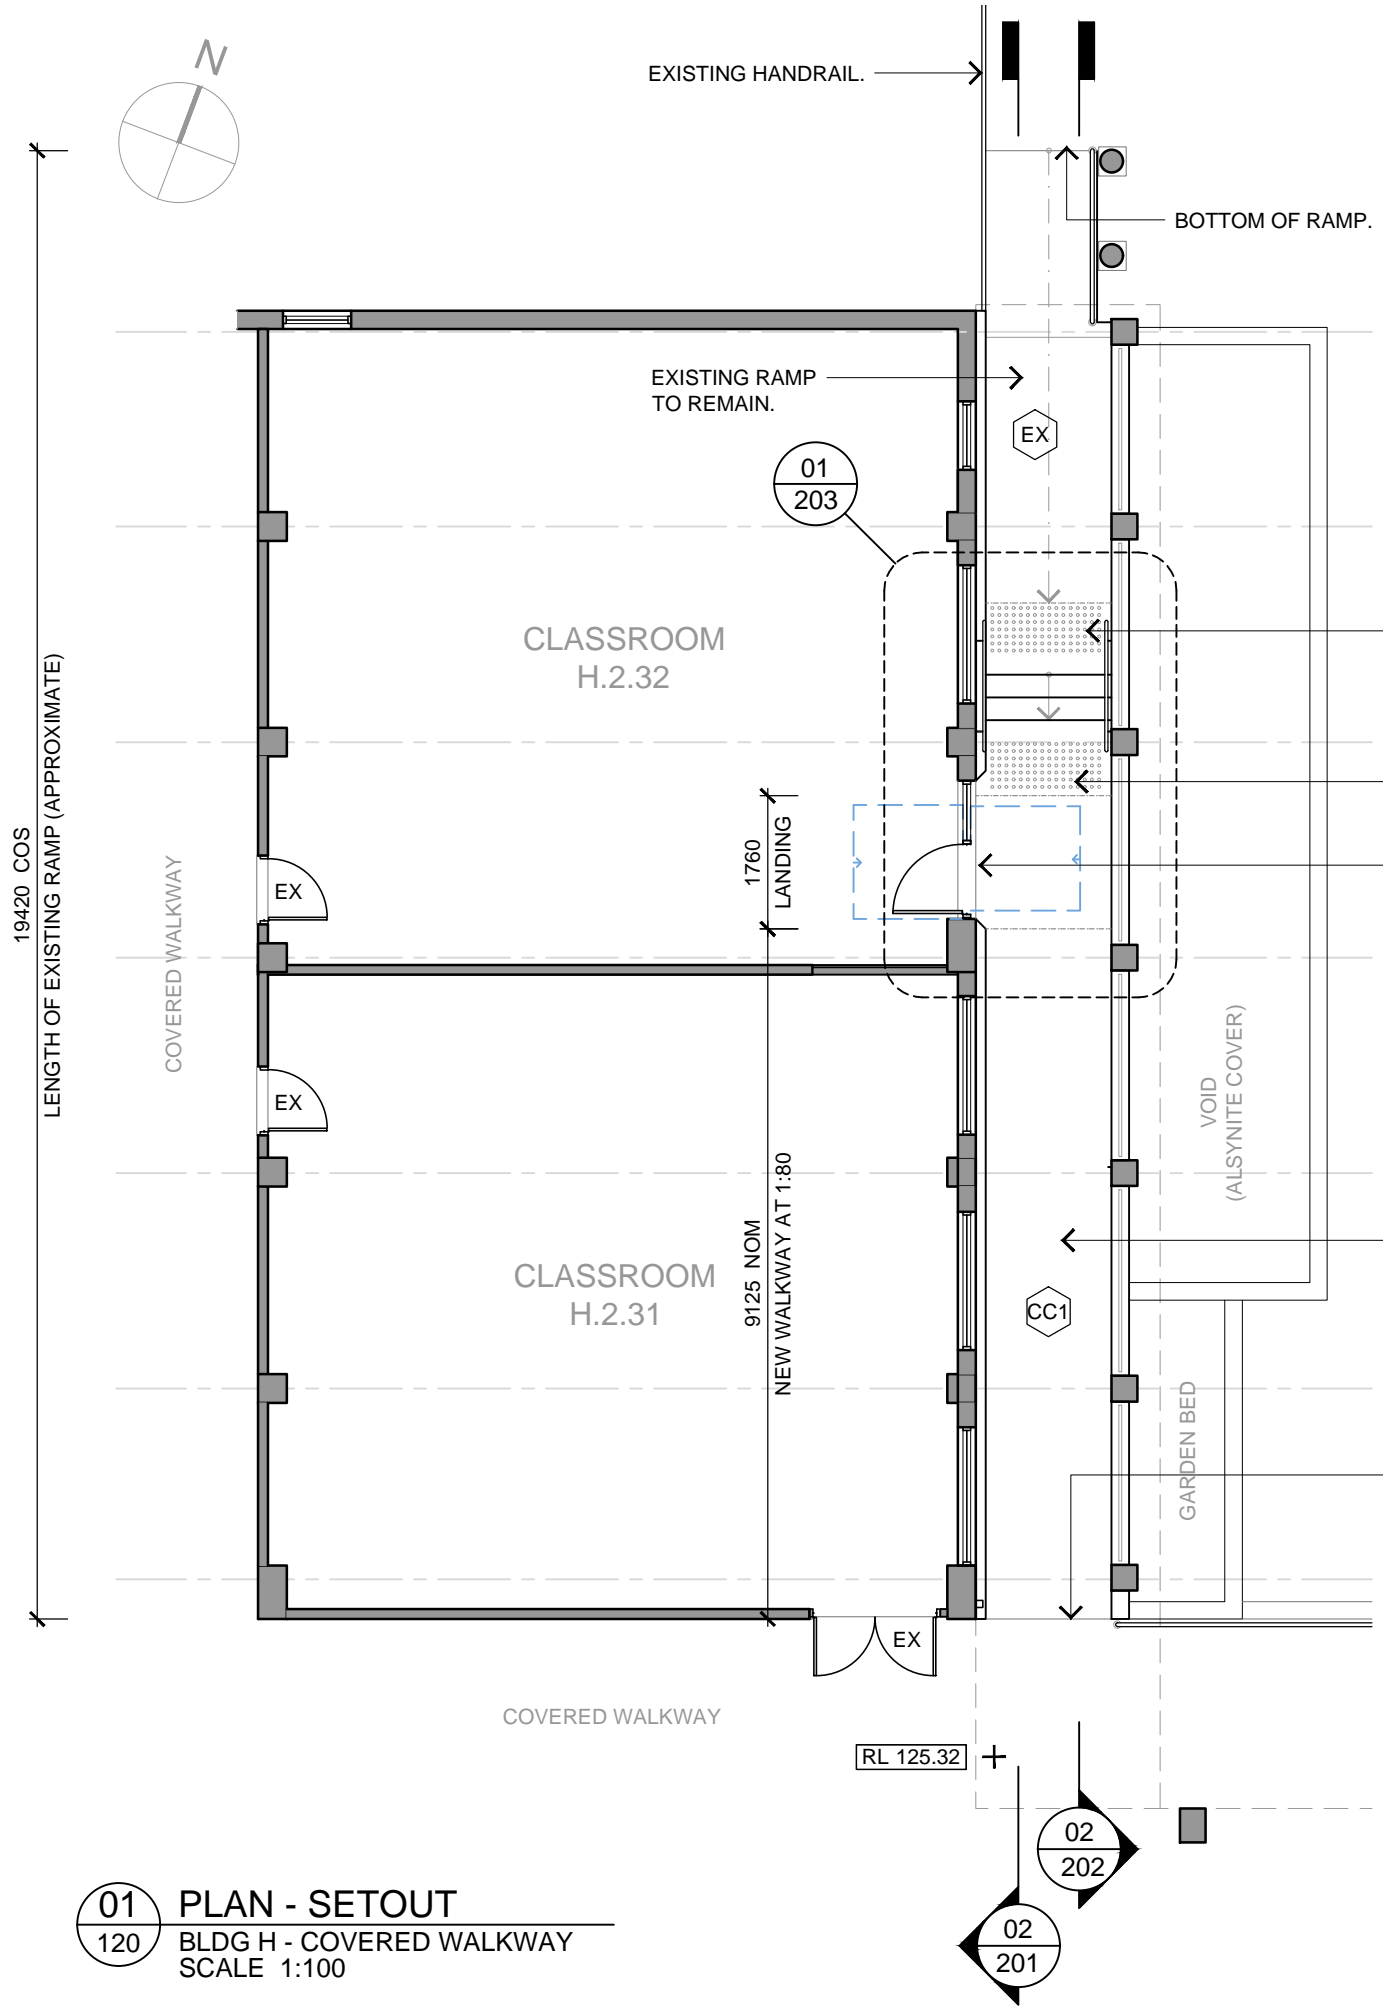 N
EXISTING HANDRAIL.
BOTTOM OF RAMP.
EXISTING RAMP
TO REMAIN.
EX
01
203
CLASSROOM
H.2.32
19420 COS
LENGTH OF EXISTING RAMP (APPROXIMATE)
COVERED WALKWAY
1760
LANDING
EX
EX
VOID
(ALSYNITE COVER)
9125 NOM
NEW WALKWAY AT 1:80
CLASSROOM
H.2.31
CC1
GARDEN BED
EX
COVERED WALKWAY
RL 125.32
02
202
02
201
01
120
PLAN - SETOUT
BLDG H - COVERED WALKWAY
SCALE 1:100